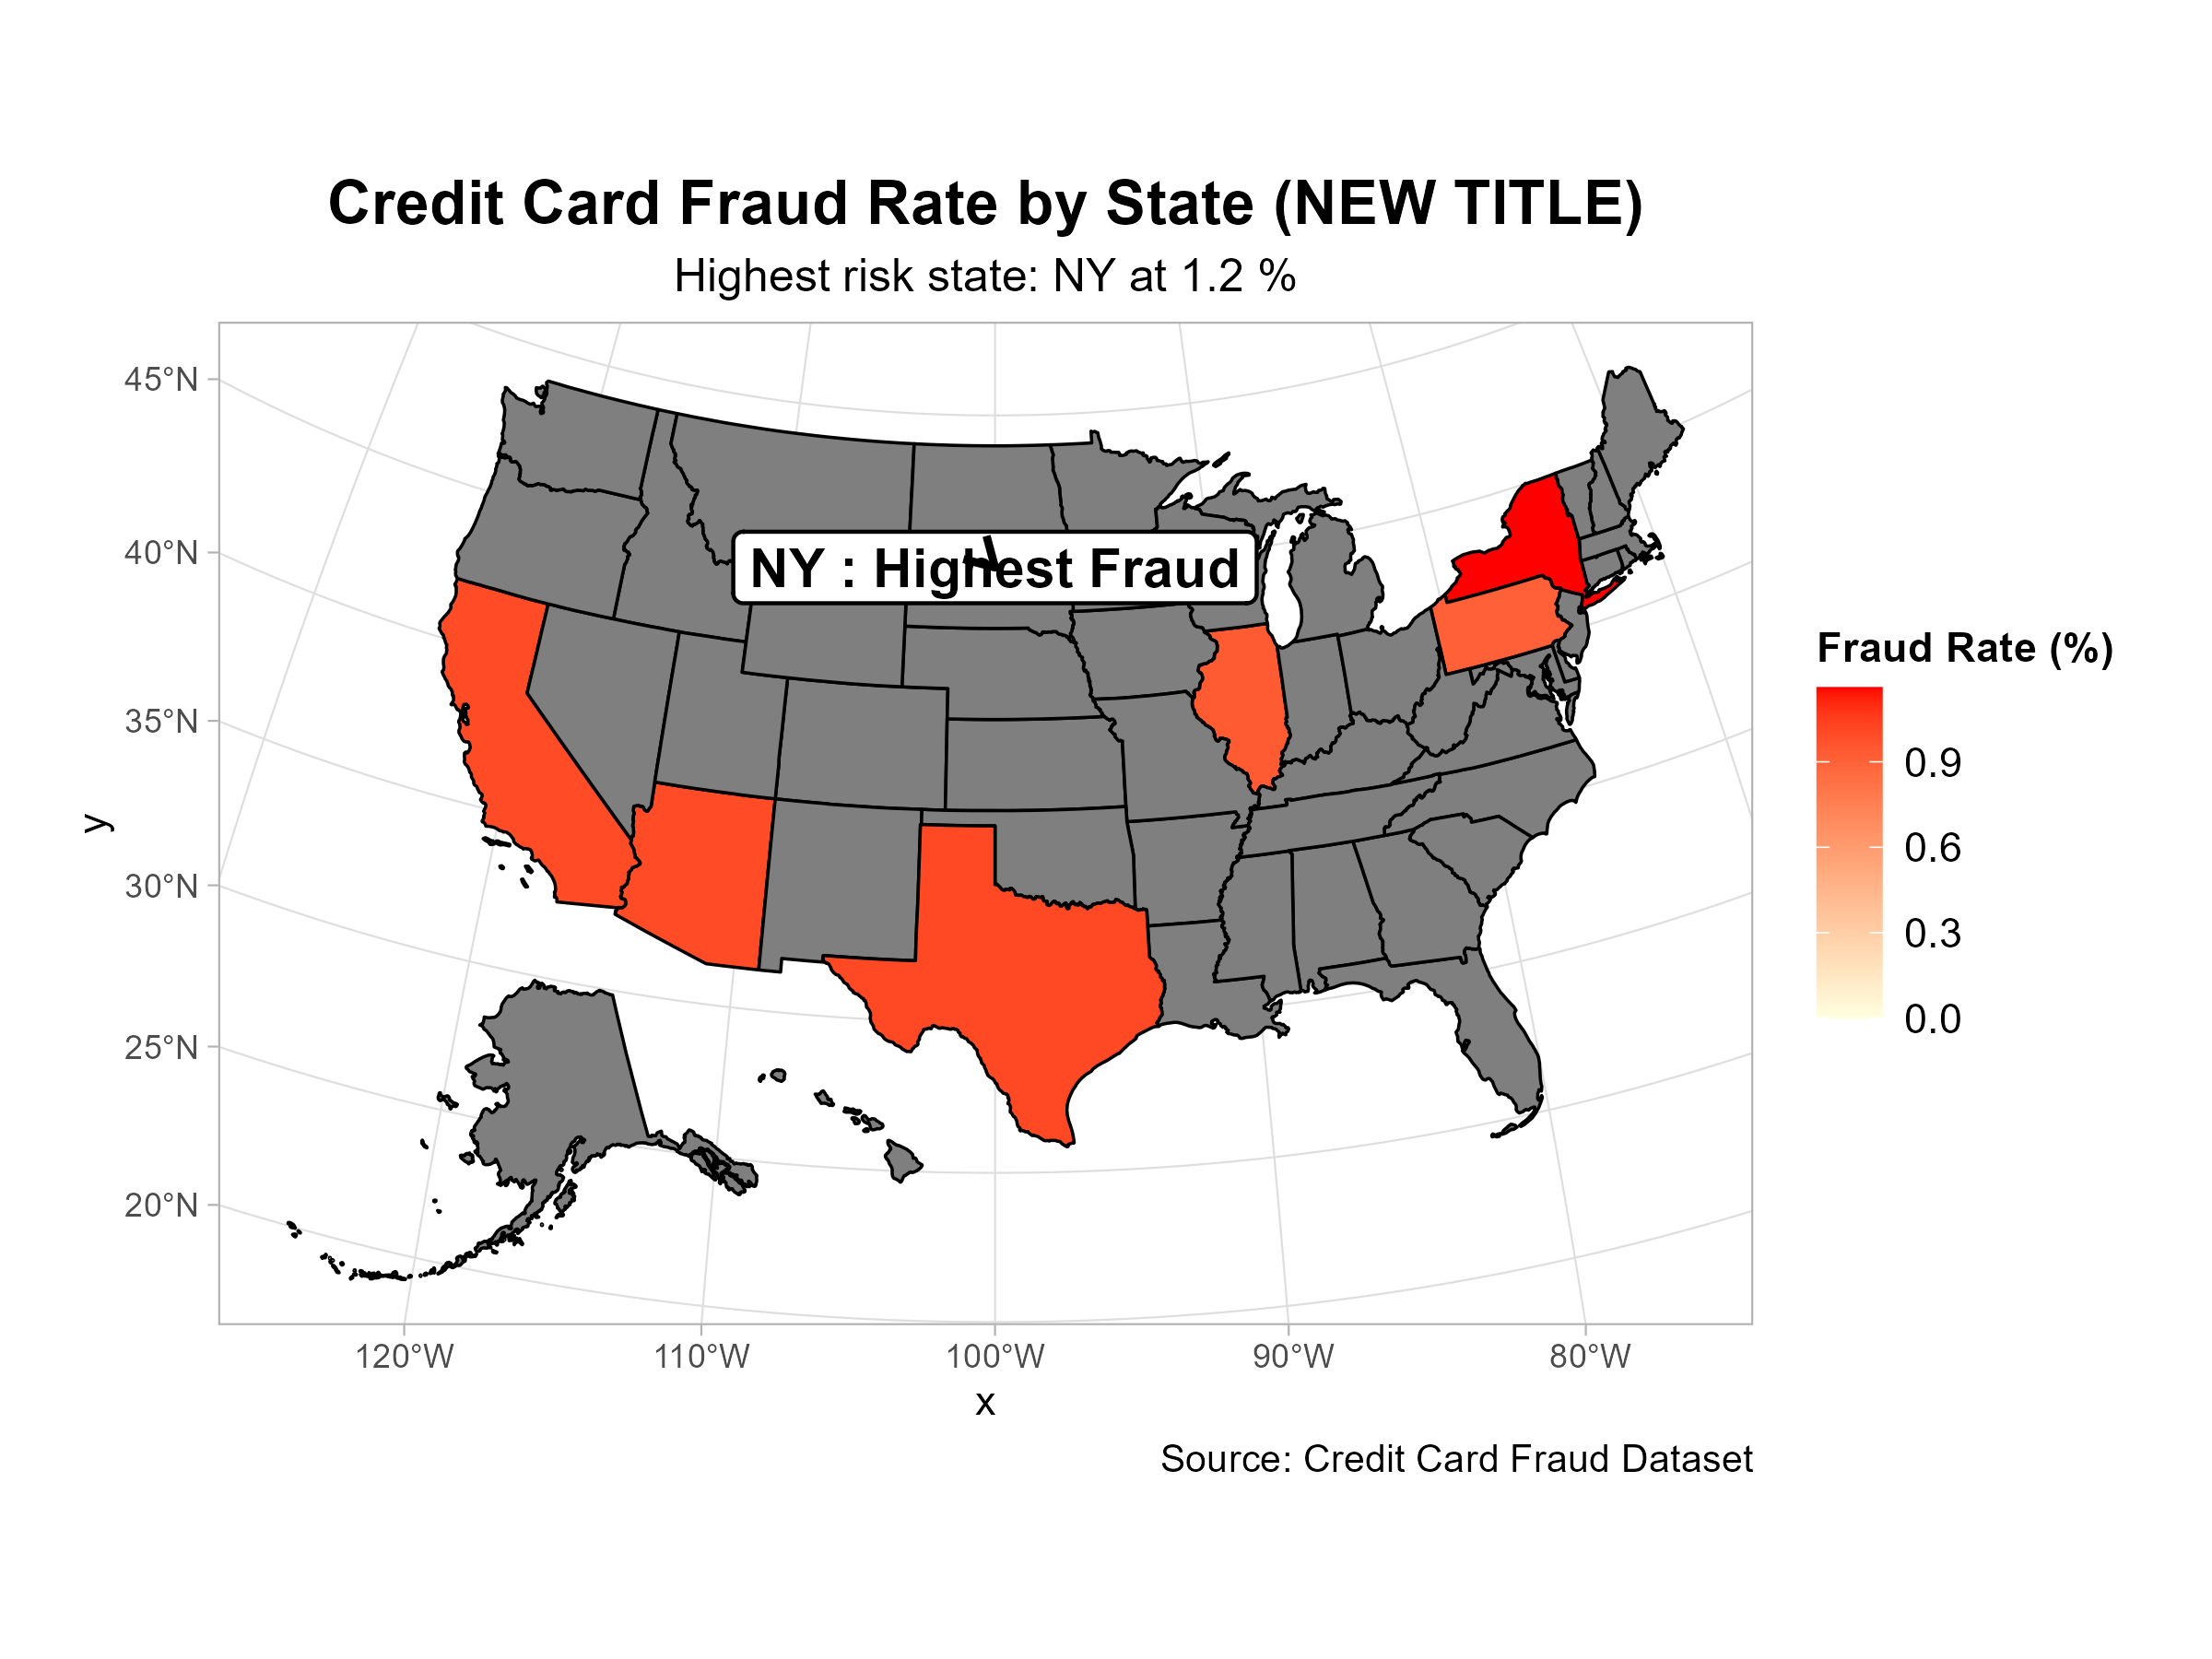 Credit Card Fraud Rate by State (NEW TITLE)
Highest risk state: NY at 1.2 %
45°N
40°N
35°N
30°N
25°N
20°N
y
NY : Highest Fraud
120°W
110°W
100°W
90°W
80°W
x
Fraud Rate (%)
0.9
0.6
0.3
0.0
Source: Credit Card Fraud Dataset